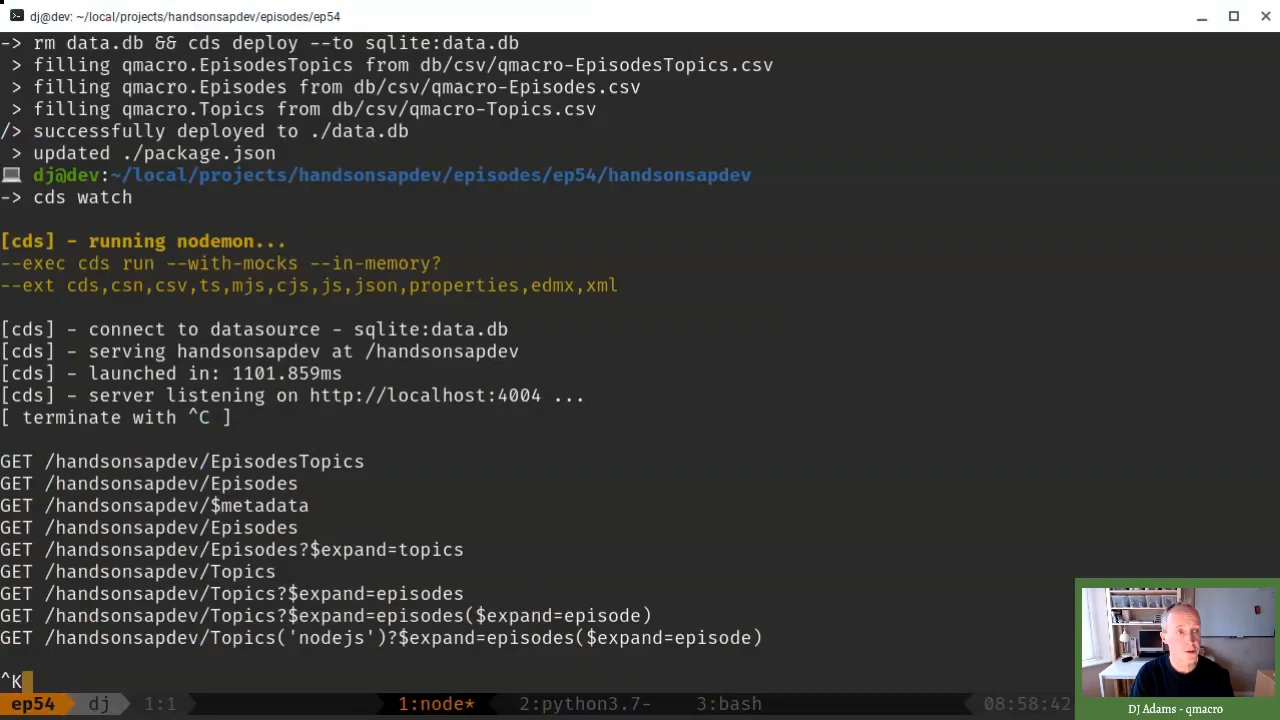 dj@dev: ~/local/projects/handsonsapdev/episodes/ep54
-> rm data.db && cds deploy --to sqlite:data.db
> filling qmacro.EpisodesTopics from db/csv/qmacro-EpisodesTopics.csv
> filling qmacro.Episodes from db/csv/qmacro-Episodes.csv
> filling qmacro.Topics from db/csv/qmacro-Topics.csv
/> successfully deployed to ./data.db
> updated ./package.json
dj@dev:~/local/projects/handsonsapdev/episodes/ep54/handsonsapdev
-> cds watch
[cds] - running nodemon...
--exec cds run --with-mocks --in-memory?
--ext cds,csn,csv,ts,mjs,cjs,js,json,properties,edmx,xml
[cds] - connect to datasource - sqlite:data.db
[cds] - serving handsonsapdev at /handsonsapdev
[cds] - launched in: 1101.859ms
[cds] - server listening on http://localhost:4004 ...
[ terminate with ^C ]
GET /handsonsapdev/EpisodesTopics
GET /handsonsapdev/Episodes
GET /handsonsapdev/$metadata
GET /handsonsapdev/Episodes
GET /handsonsapdev/Episodes?$expand=topics
GET /handsonsapdev/Topics
GET /handsonsapdev/Topics?$expand=episodes
GET /handsonsapdev/Topics?$expand=episodes($expand=episode)
GET /handsonsapdev/Topics('nodejs')?$expand=episodes($expand=episode)
^K
ep54 dj 1:1 1:node* 2:python3.7- 3:bash 08:58:42
DJ Adams - qmacro